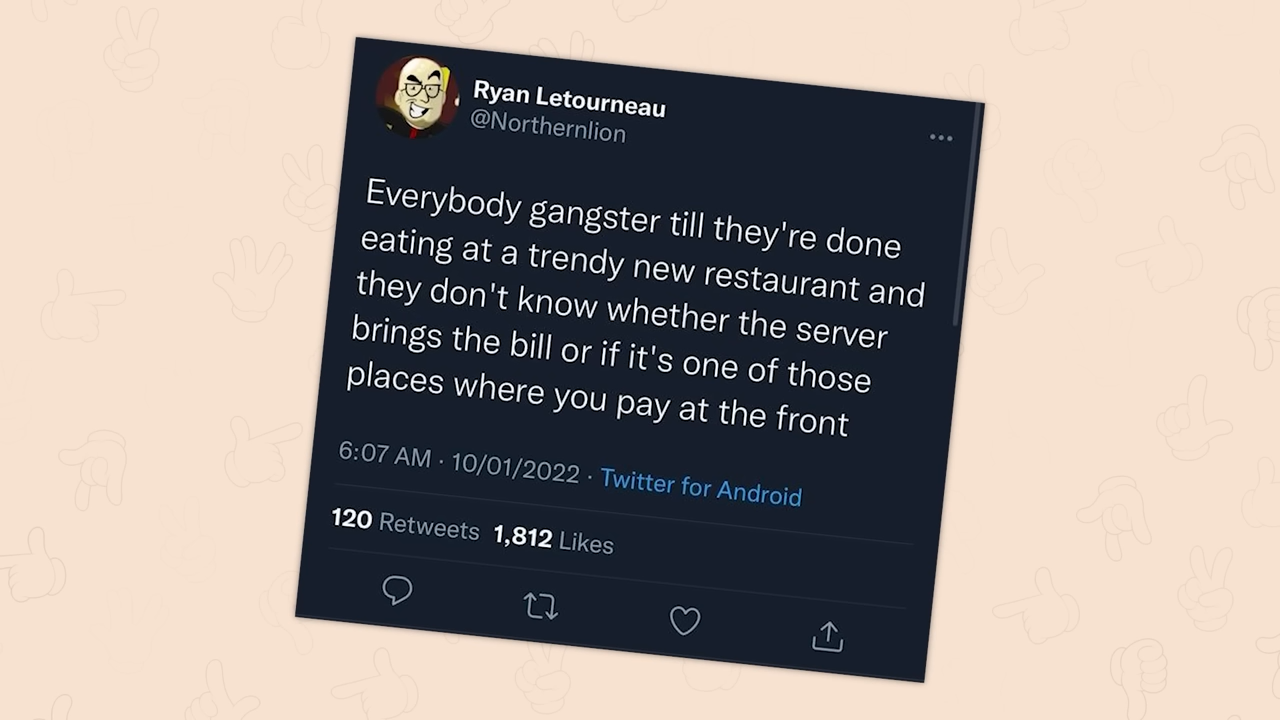 Ryan Letourneau
@Northernlion
Everybody gangster till they're done
eating at a trendy new restaurant and
they don't know whether the server
brings the bill or if it's one of those
places where you pay at the front
6:07 AM · 10/01/2022 · Twitter for Android
120 Retweets 1,812 Likes